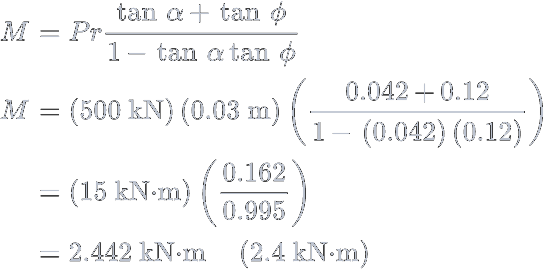 M = Pr (tan α + tan ϕ) / (1 − tan α tan ϕ)
M = (500 kN) (0.03 m) ((0.042 + 0.12) / (1 − (0.042) (0.12)))
= (15 kN·m) (0.162 / 0.995)
= 2.442 kN·m (2.4 kN·m)